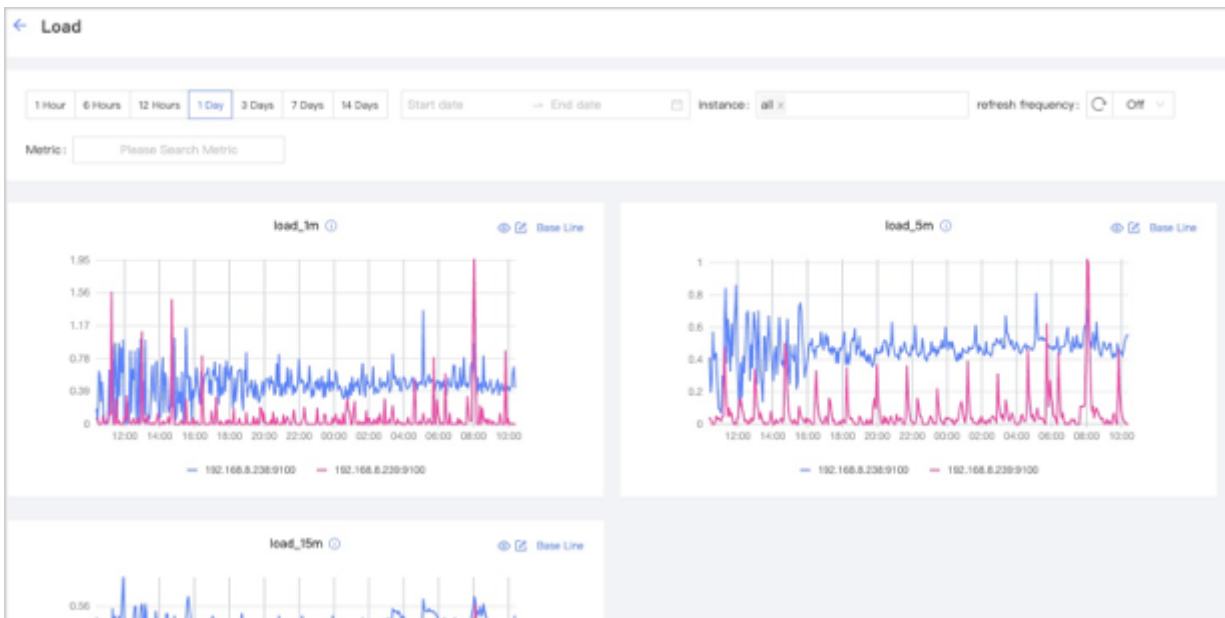 Load
1 Hour 6 Hours 12 Hours 1 Day 3 Days 7 Days 14 Days Start date → End date instance: all × refresh frequency: Off
Metric: Please Search Metric
load_1m Base Line
1.95
1.56
1.17
0.78
0.39
0
12:00 14:00 16:00 18:00 20:00 22:00 00:00 02:00 04:00 06:00 08:00 10:00
192.168.8.238:9100 192.168.8.239:9100
load_5m Base Line
1
0.8
0.6
0.4
0.2
0
12:00 14:00 16:00 18:00 20:00 22:00 00:00 02:00 04:00 06:00 08:00 10:00
192.168.8.238:9100 192.168.8.239:9100
load_15m Base Line
0.56